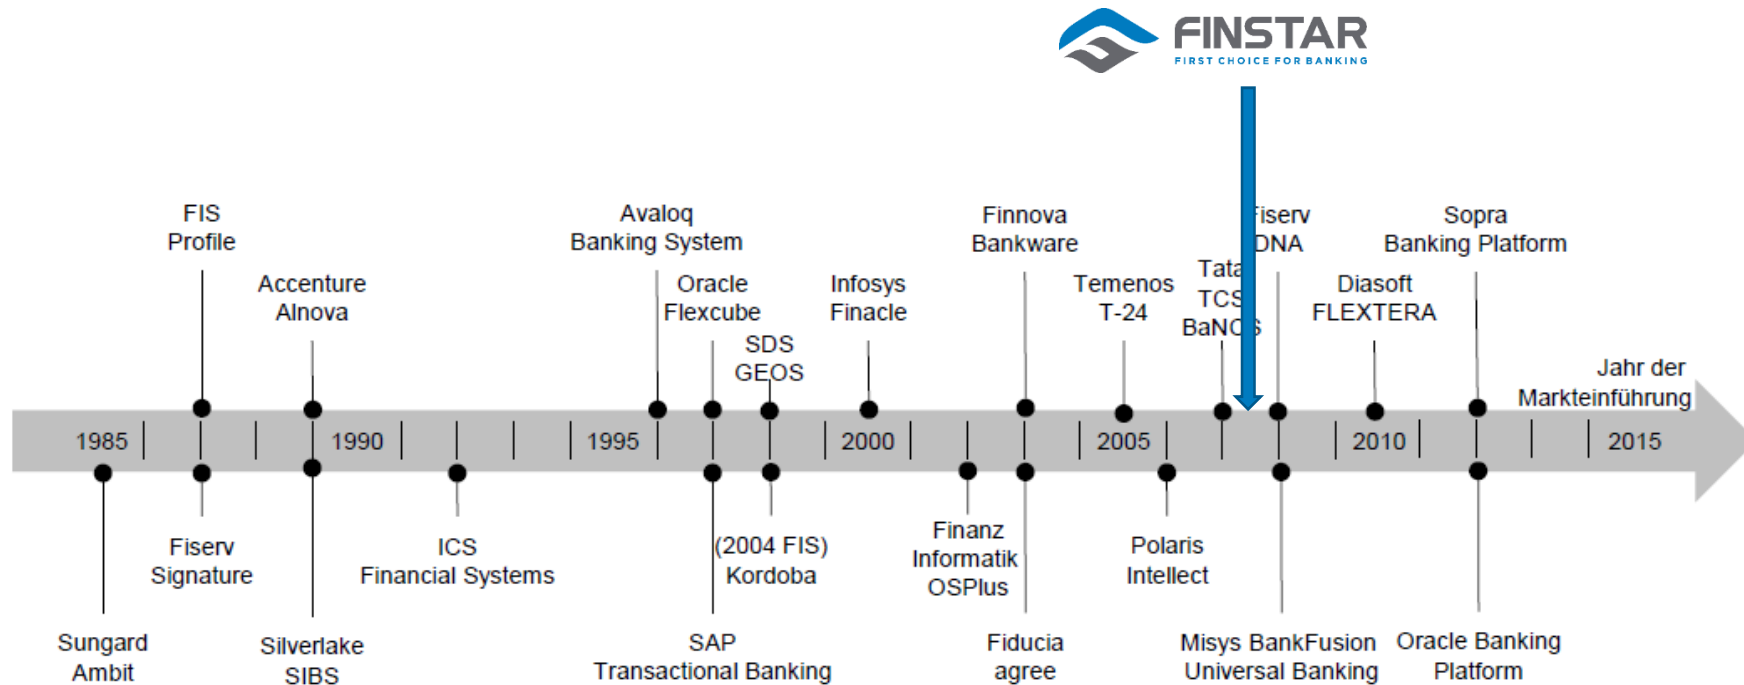 FINSTAR
FIRST CHOICE FOR BANKING
FIS
Profile
Accenture
Alnova
Avaloq
Banking System
Oracle
Flexcube
SDS
GEOS
Infosys
Finacle
Finnova
Bankware
Temenos
T-24
Tata
TCS
BaNCS
Fiserv
DNA
Diasoft
FLEXTERA
Sopra
Banking Platform
Jahr der
Markteinführung
1985 1990 1995 2000 2005 2010 2015
Sungard
Ambit
Fiserv
Signature
Silverlake
SIBS
ICS
Financial Systems
SAP
Transactional Banking
(2004 FIS)
Kordoba
Finanz
Informatik
OSPlus
Fiducia
agree
Polaris
Intellect
Misys BankFusion
Universal Banking
Oracle Banking
Platform